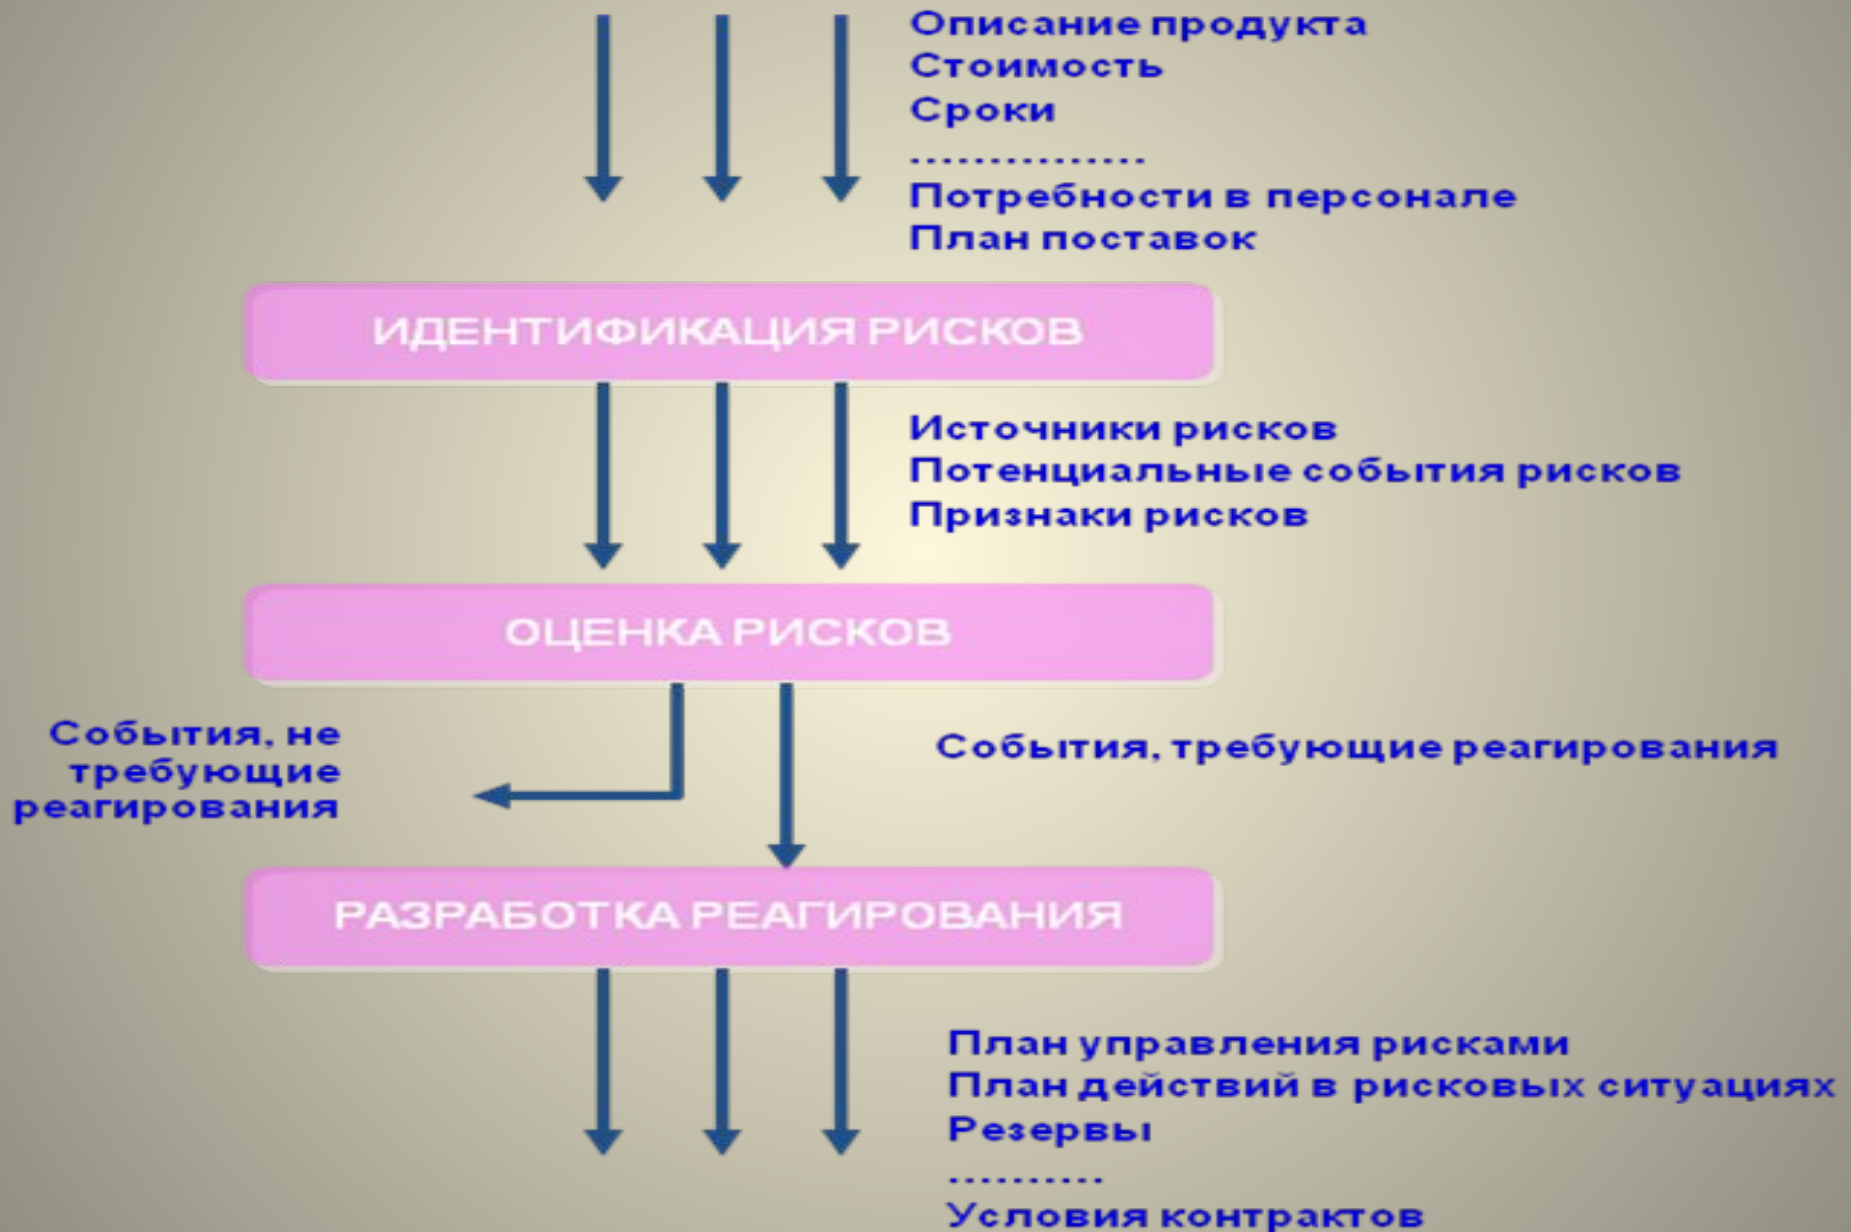 Описание продукта
Стоимость
Сроки
...............
Потребности в персонале
План поставок
ИДЕНТИФИКАЦИЯ РИСКОВ
Источники рисков
Потенциальные события рисков
Признаки рисков
ОЦЕНКА РИСКОВ
События, не
требующие
реагирования
События, требующие реагирования
РАЗРАБОТКА РЕАГИРОВАНИЯ
План управления рисками
План действий в рисковых ситуациях
Резервы
..........
Условия контрактов